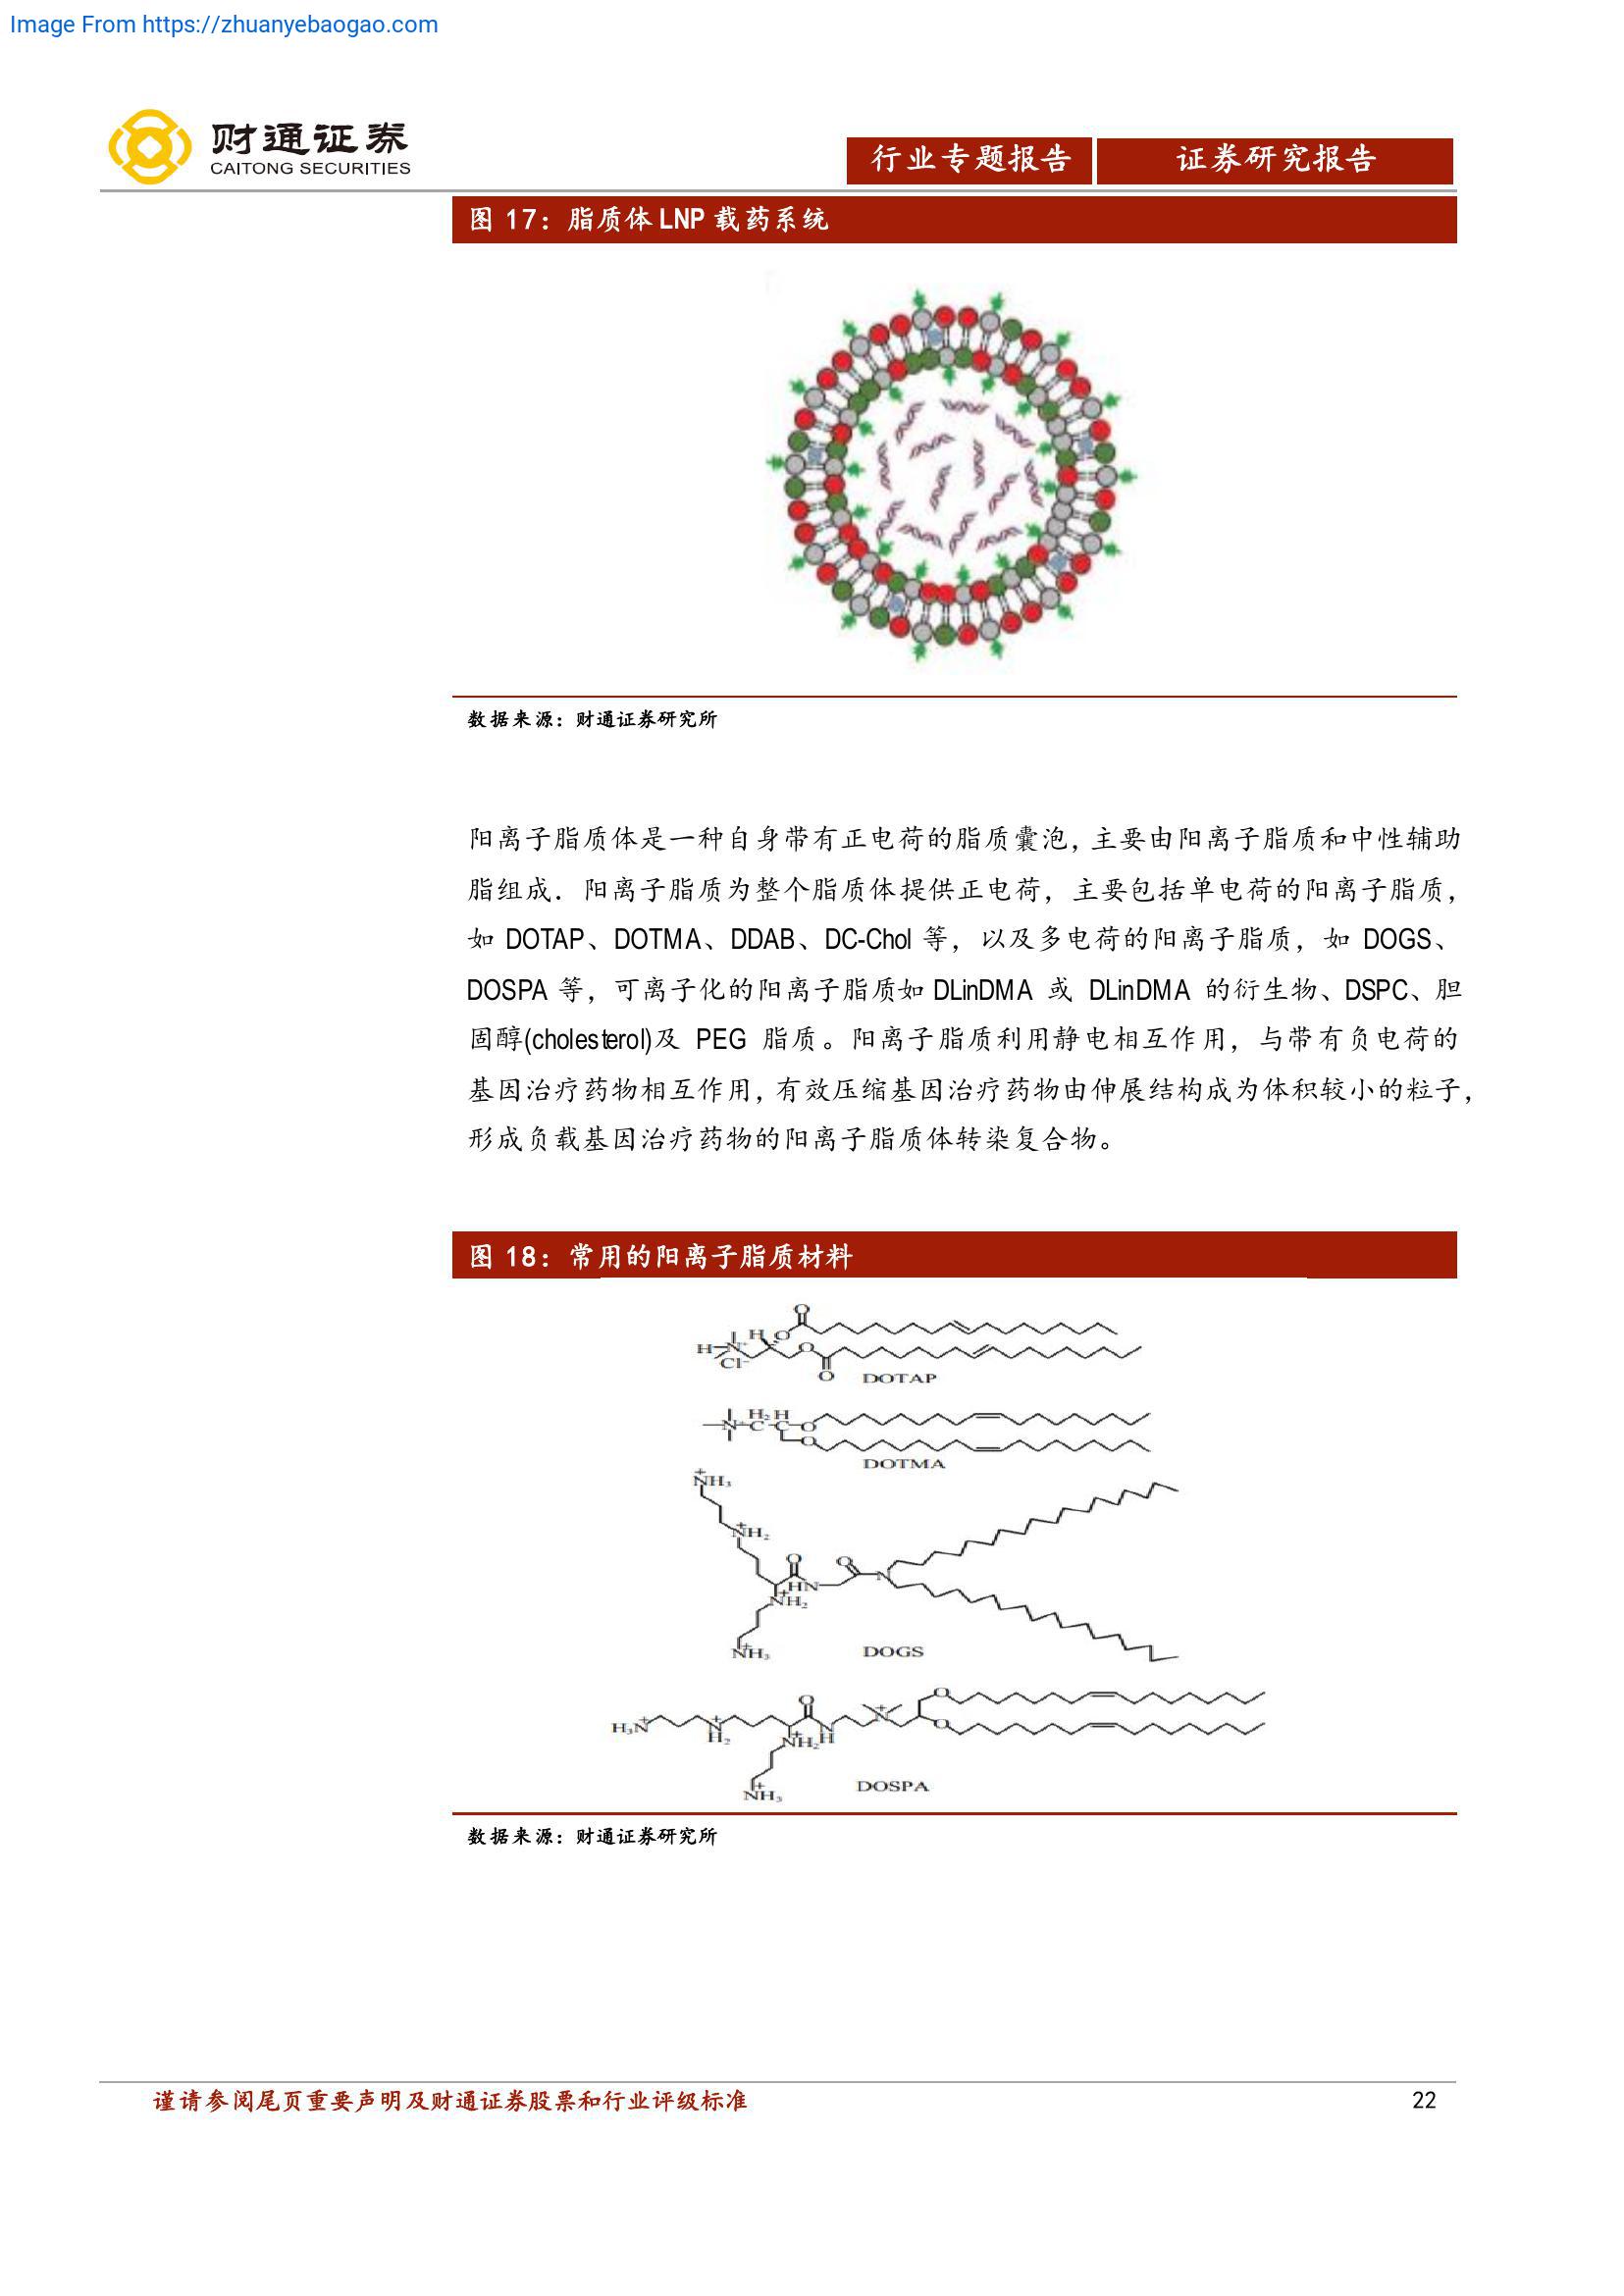 Image From https://zhuanyebaogao.com
财通证券
CAITONG SECURITIES
行业专题报告 证券研究报告
图 17：脂质体 LNP 载药系统
数据来源：财通证券研究所
阳离子脂质体是一种自身带有正电荷的脂质囊泡，主要由阳离子脂质和中性辅助
脂组成．阳离子脂质为整个脂质体提供正电荷，主要包括单电荷的阳离子脂质，
如 DOTAP、DOTMA、DDAB、DC-Chol 等，以及多电荷的阳离子脂质，如 DOGS、
DOSPA 等，可离子化的阳离子脂质如 DLinDMA 或 DLinDMA 的衍生物、DSPC、胆
固醇(cholesterol)及 PEG 脂质。阳离子脂质利用静电相互作用，与带有负电荷的
基因治疗药物相互作用，有效压缩基因治疗药物由伸展结构成为体积较小的粒子，
形成负载基因治疗药物的阳离子脂质体转染复合物。
图 18：常用的阳离子脂质材料
O
H O
H N+ O
Cl−
O
DOTAP
H₂ H
N+ C C O
O
DOTMA
+
NH₃
+
NH₂
O O
HN N
+
NH₂
+
NH₃
DOGS
O
O
+
H₃N
+
N
H₂
N
H
+
N
O
+
NH₂
+
NH₃
DOSPA
数据来源：财通证券研究所
谨请参阅尾页重要声明及财通证券股票和行业评级标准 22